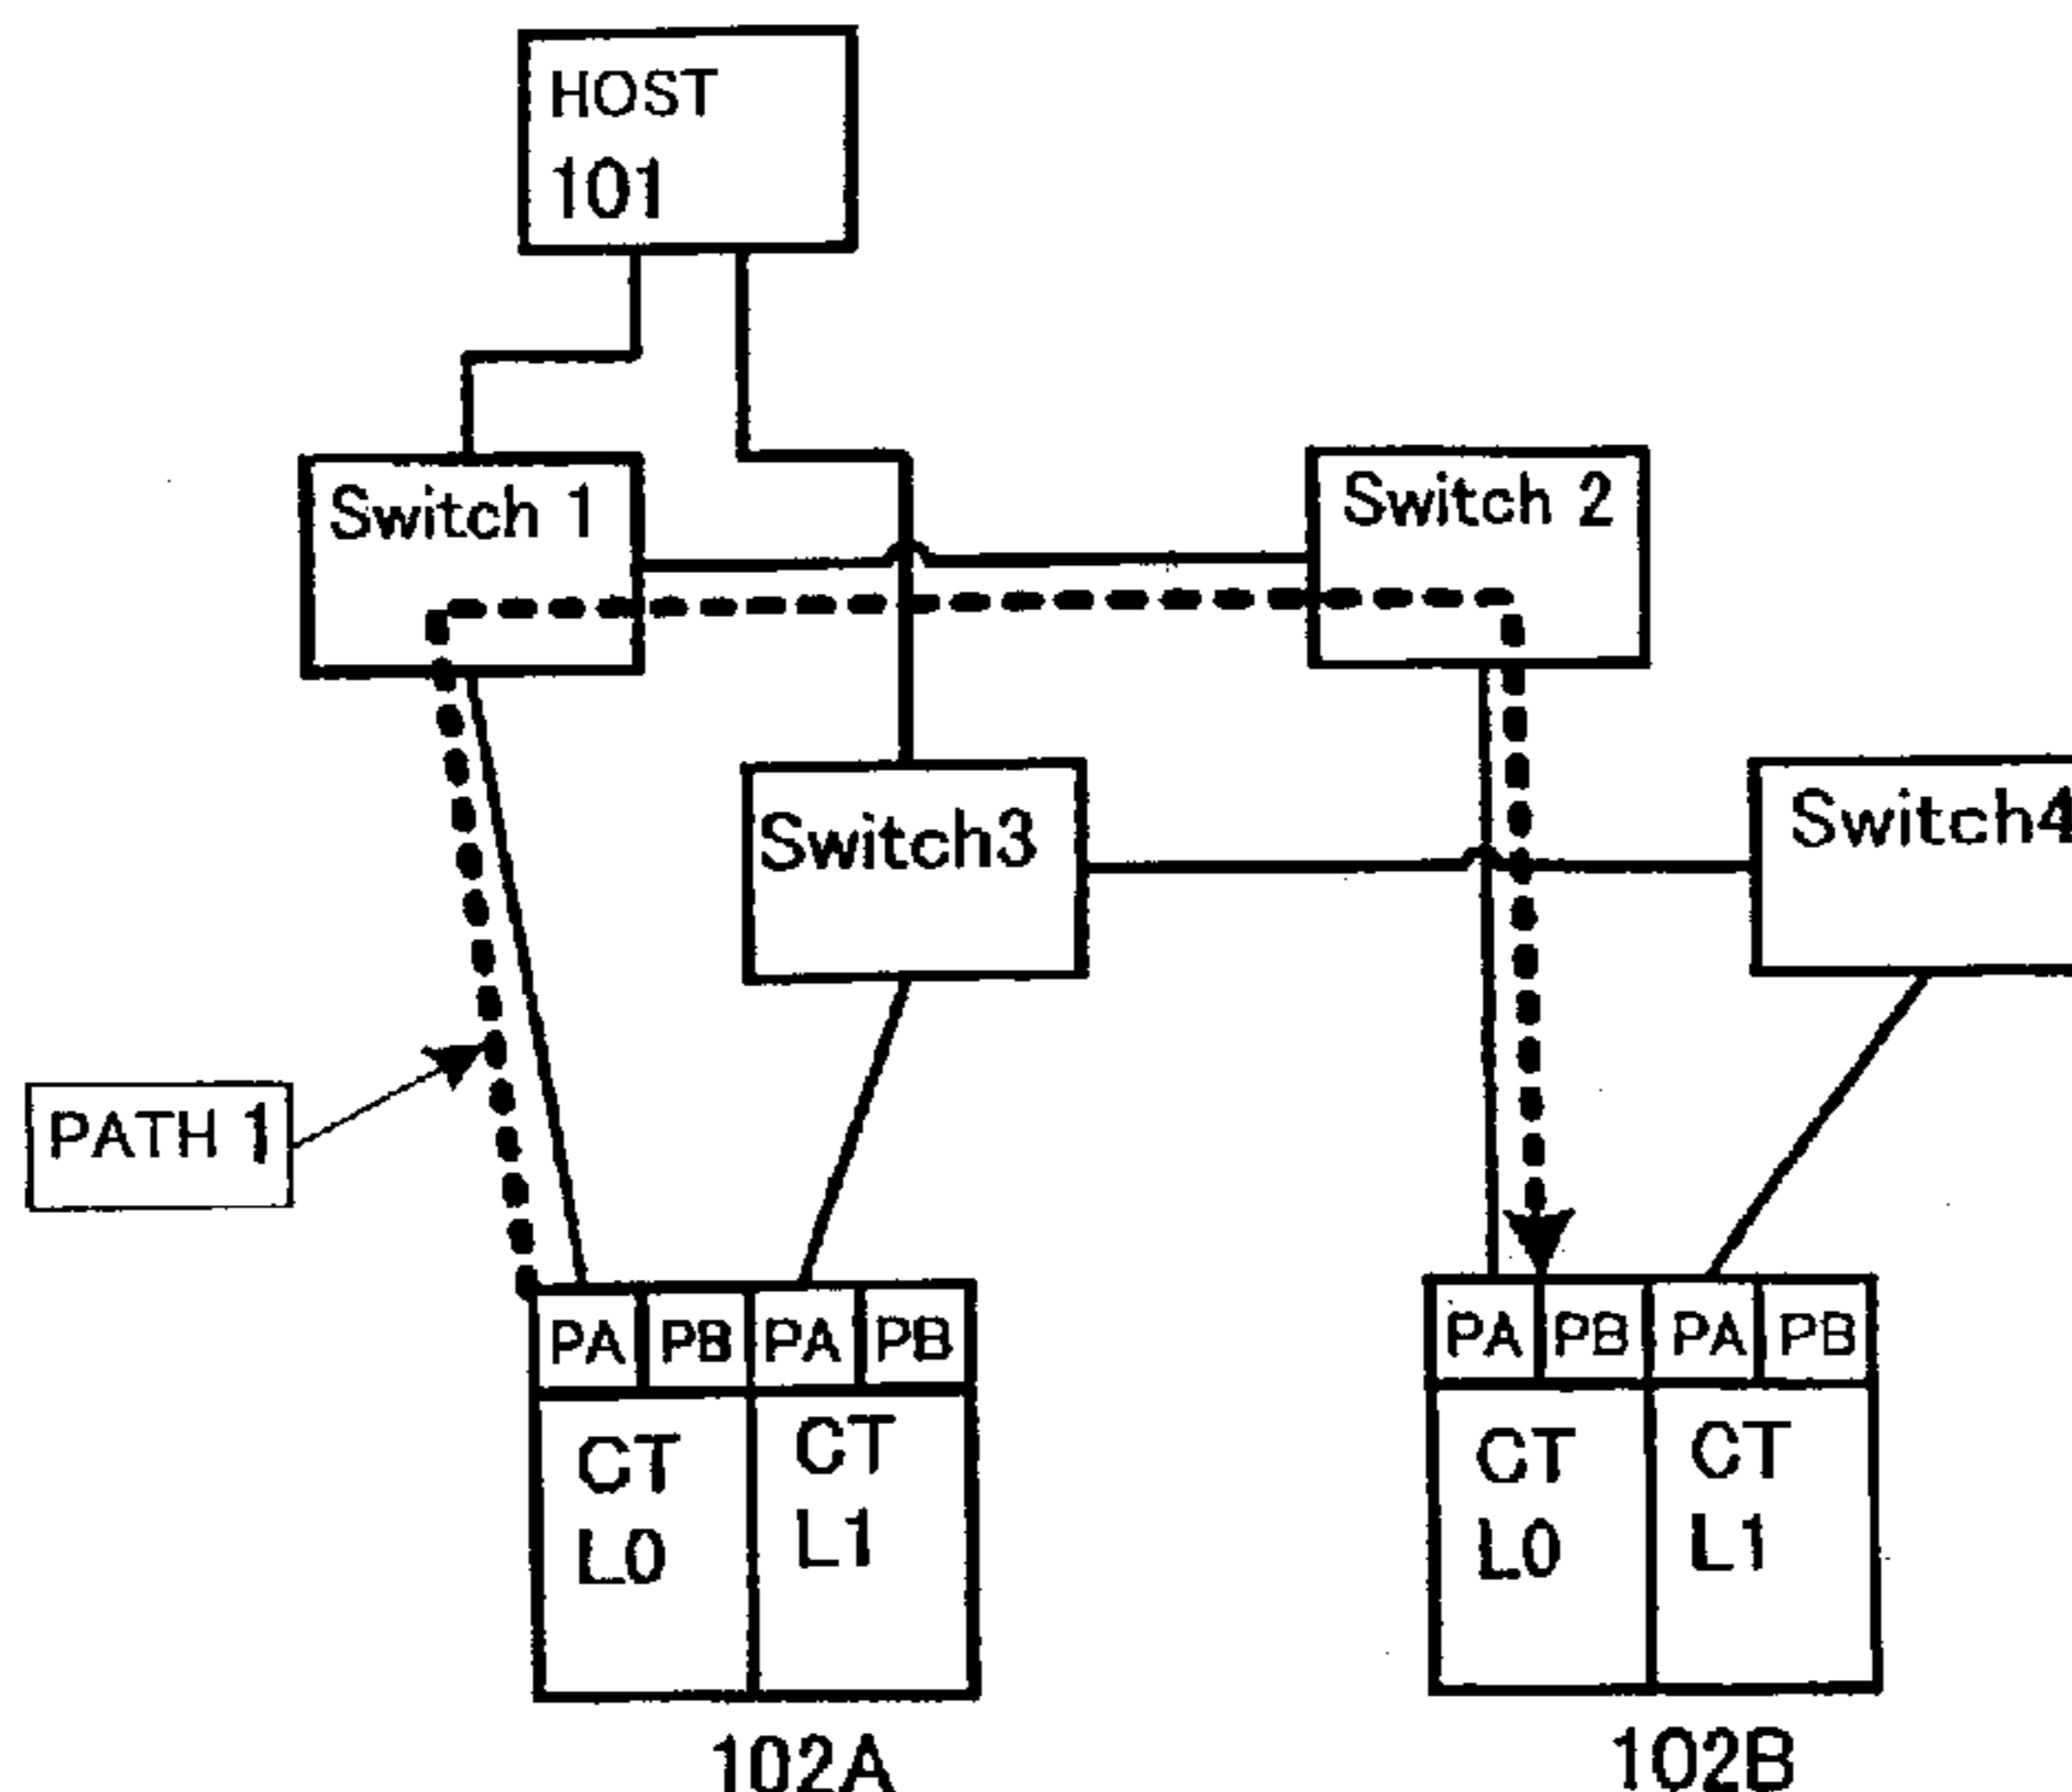 HOST
101
Switch 1
Switch 2
Switch3
Switch4
PATH 1
PA PB PA PB
CT
L0
CT
L1
102A
PA PB PA PB
CT
L0
CT
L1
102B